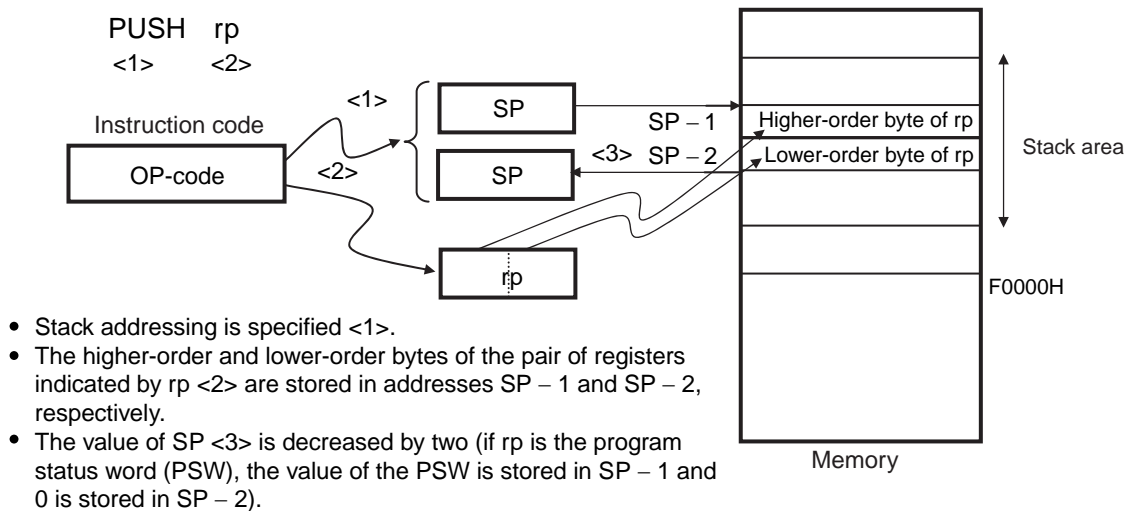 PUSH rp
<1> <2>
<1>
Instruction code
OP-code
<2>
SP
SP – 1
Higher-order byte of rp
<3>
SP
SP – 2
Lower-order byte of rp
Stack area
rp
F0000H
Memory
• Stack addressing is specified <1>.
• The higher-order and lower-order bytes of the pair of registers
indicated by rp <2> are stored in addresses SP – 1 and SP – 2,
respectively.
• The value of SP <3> is decreased by two (if rp is the program
status word (PSW), the value of the PSW is stored in SP – 1 and
0 is stored in SP – 2).